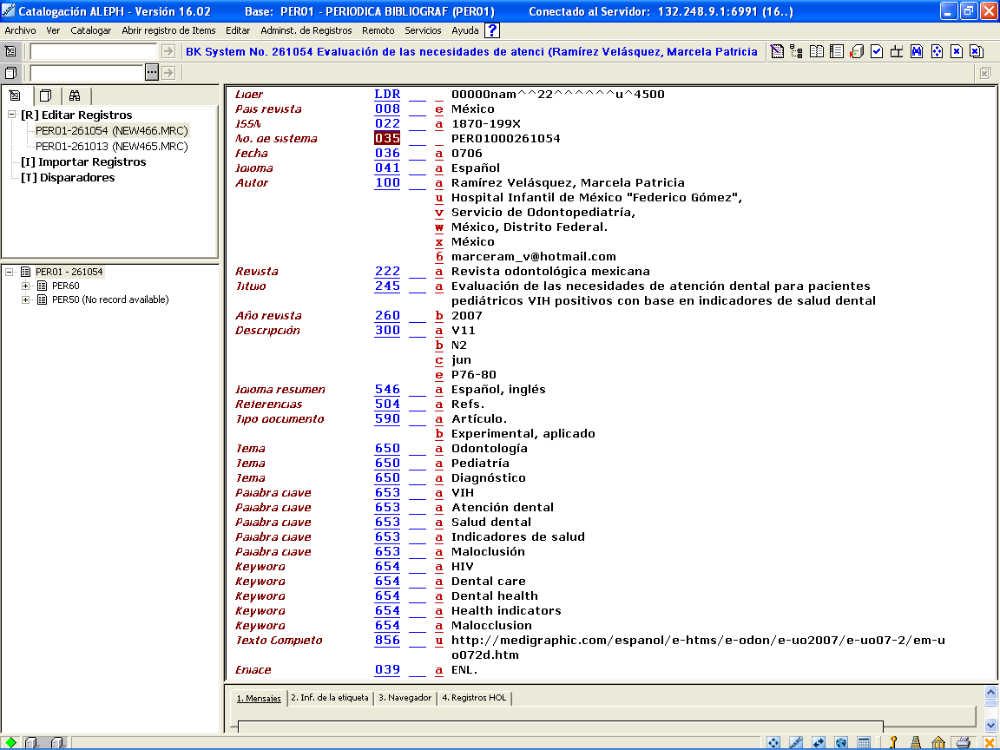 Catalogación ALEPH - Versión 16.02 Base: PER01 - PERIODICA BIBLIOGRAF (PER01) Conectado al Servidor: 132.248.9.1:6991 (16..)
Archivo Ver Catalogar Abrir registro de Items Editar Administ. de Registros Remoto Servicios Ayuda ?
BK System No. 261054 Evaluación de las necesidades de atenci (Ramírez Velásquez, Marcela Patricia
[R] Editar Registros
PER01-261054 (NEW466.MRC)
PER01-261013 (NEW465.MRC)
[I] Importar Registros
[T] Disparadores
PER01 - 261054
PER60
PER50 (No record available)
Líder LDR 00000nam^^22^^^^^^u^4500
País revista 008 e México
ISSN 022 a 1870-199X
No. de sistema 035 PER01000261054
Fecha 036 a 0706
Idioma 041 a Español
Autor 100 a Ramírez Velásquez, Marcela Patricia
u Hospital Infantil de México "Federico Gómez",
v Servicio de Odontopediatría,
w México, Distrito Federal.
x México
6 marceram_v@hotmail.com
Revista 222 a Revista odontológica mexicana
Título 245 a Evaluación de las necesidades de atención dental para pacientes
pediátricos VIH positivos con base en indicadores de salud dental
Año revista 260 b 2007
Descripción 300 a V11
b N2
c jun
e P76-80
Idioma resumen 546 a Español, inglés
Referencias 504 a Refs.
Tipo documento 590 a Artículo.
b Experimental, aplicado
Tema 650 a Odontología
Tema 650 a Pediatría
Tema 650 a Diagnóstico
Palabra clave 653 a VIH
Palabra clave 653 a Atención dental
Palabra clave 653 a Salud dental
Palabra clave 653 a Indicadores de salud
Palabra clave 653 a Maloclusión
Keyword 654 a HIV
Keyword 654 a Dental care
Keyword 654 a Dental health
Keyword 654 a Health indicators
Keyword 654 a Malocclusion
Texto Completo 856 u http://medigraphic.com/espanol/e-htms/e-odon/e-uo2007/e-uo07-2/em-u
o072d.htm
Enlace 039 a ENL.
1. Mensajes 2. Inf. de la etiqueta 3. Navegador 4. Registros HOL